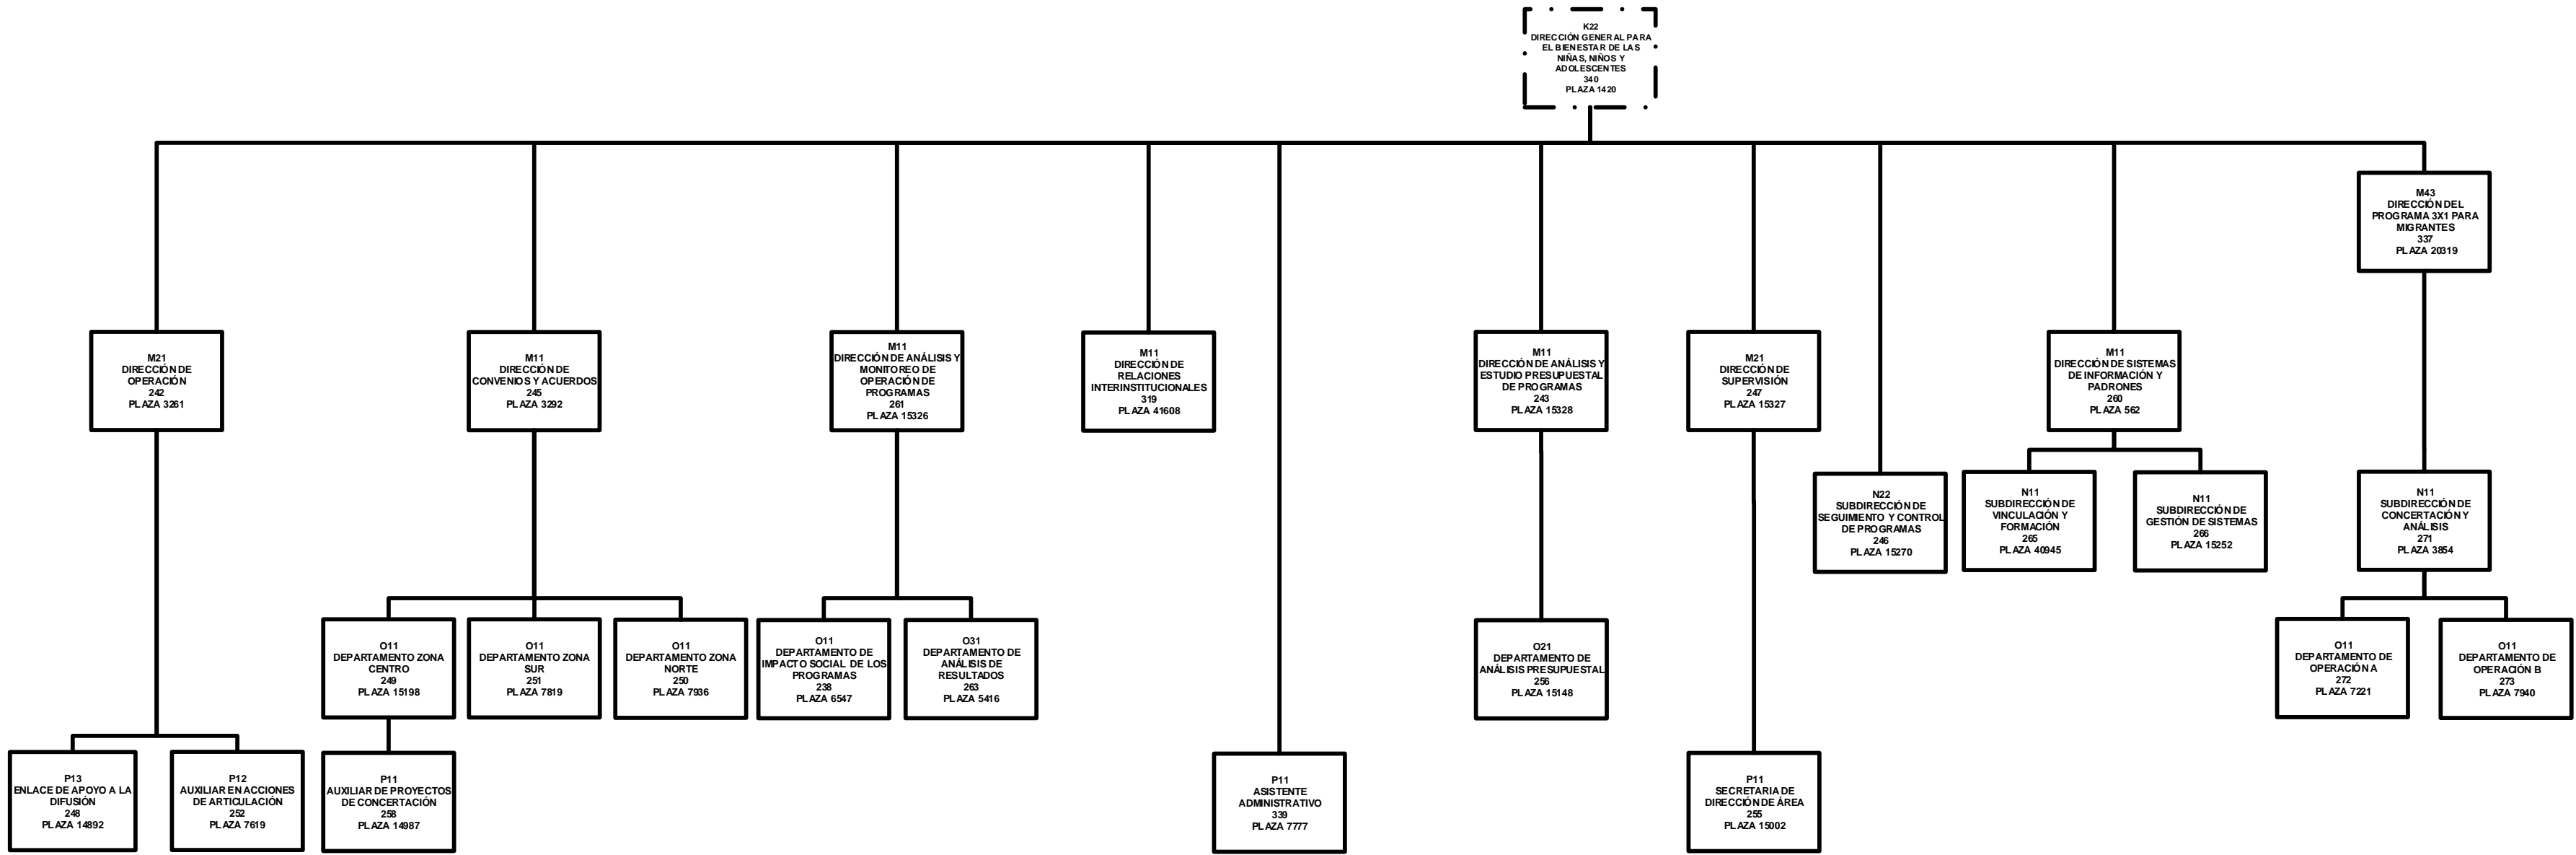 K22
DIRECCIÓN GENERAL PARA
EL BIENESTAR DE LAS
NIÑAS, NIÑOS Y
ADOLESCENTES
340
PLAZA 1420
M43
DIRECCIÓN DEL
PROGRAMA 3X1 PARA
MIGRANTES
337
PLAZA 20319
M21
DIRECCIÓN DE
OPERACIÓN
242
PLAZA 3261
M11
DIRECCIÓN DE
CONVENIOS Y ACUERDOS
245
PLAZA 3292
M11
DIRECCIÓN DE ANÁLISIS Y
MONITOREO DE
OPERACIÓN DE
PROGRAMAS
261
PLAZA 15326
M11
DIRECCIÓN DE
RELACIONES
INTERINSTITUCIONALES
319
PLAZA 41608
M11
DIRECCIÓN DE ANÁLISIS Y
ESTUDIO PRESUPUESTAL
DE PROGRAMAS
243
PLAZA 15328
M21
DIRECCIÓN DE
SUPERVISIÓN
247
PLAZA 15327
M11
DIRECCIÓN DE SISTEMAS
DE INFORMACIÓN Y
PADRONES
260
PLAZA 562
N22
SUBDIRECCIÓN DE
SEGUIMIENTO Y CONTROL
DE PROGRAMAS
246
PLAZA 15270
N11
SUBDIRECCIÓN DE
VINCULACIÓN Y
FORMACIÓN
265
PLAZA 40945
N11
SUBDIRECCIÓN DE
GESTIÓN DE SISTEMAS
266
PLAZA 15252
N11
SUBDIRECCIÓN DE
CONCERTACIÓN Y
ANÁLISIS
271
PLAZA 3854
O11
DEPARTAMENTO ZONA
CENTRO
249
PLAZA 15198
O11
DEPARTAMENTO ZONA
SUR
251
PLAZA 7819
O11
DEPARTAMENTO ZONA
NORTE
250
PLAZA 7936
O11
DEPARTAMENTO DE
IMPACTO SOCIAL DE LOS
PROGRAMAS
238
PLAZA 6547
O31
DEPARTAMENTO DE
ANÁLISIS DE
RESULTADOS
263
PLAZA 5416
O21
DEPARTAMENTO DE
ANÁLISIS PRESUPUESTAL
256
PLAZA 15148
O11
DEPARTAMENTO DE
OPERACIÓN A
272
PLAZA 7221
O11
DEPARTAMENTO DE
OPERACIÓN B
273
PLAZA 7940
P13
ENLACE DE APOYO A LA
DIFUSIÓN
248
PLAZA 14892
P12
AUXILIAR EN ACCIONES
DE ARTICULACIÓN
252
PLAZA 7619
P11
AUXILIAR DE PROYECTOS
DE CONCERTACIÓN
258
PLAZA 14987
P11
ASISTENTE
ADMINISTRATIVO
339
PLAZA 7777
P11
SECRETARIA DE
DIRECCIÓN DE ÁREA
255
PLAZA 15002